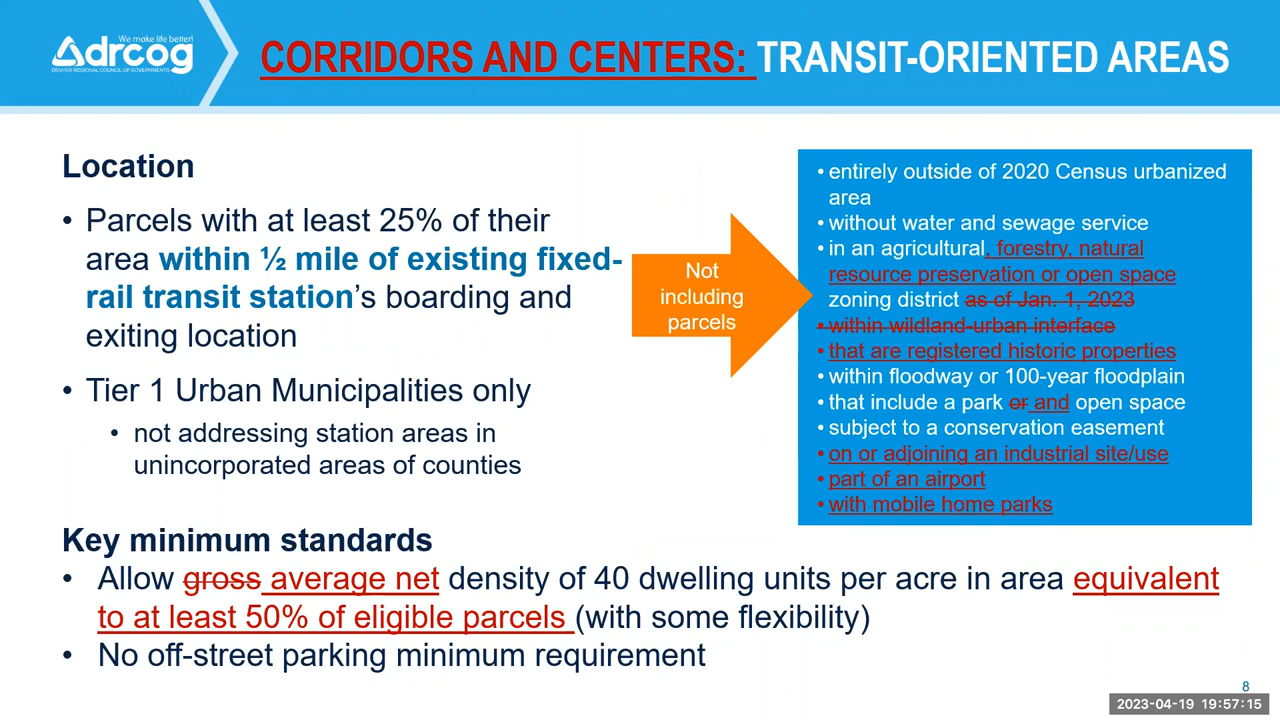 We make life better!
drcog
DENVER REGIONAL COUNCIL OF GOVERNMENTS
CORRIDORS AND CENTERS: TRANSIT-ORIENTED AREAS
Location
• Parcels with at least 25% of their
area within ½ mile of existing fixed-
rail transit station’s boarding and
exiting location
• Tier 1 Urban Municipalities only
• not addressing station areas in
unincorporated areas of counties
Not
including
parcels
• entirely outside of 2020 Census urbanized
area
• without water and sewage service
• in an agricultural, forestry, natural
resource preservation or open space
zoning district as of Jan. 1, 2023
• within wildland-urban interface
• that are registered historic properties
• within floodway or 100-year floodplain
• that include a park or and open space
• subject to a conservation easement
• on or adjoining an industrial site/use
• part of an airport
• with mobile home parks
Key minimum standards
• Allow gross average net density of 40 dwelling units per acre in area equivalent
to at least 50% of eligible parcels (with some flexibility)
• No off-street parking minimum requirement
8
2023-04-19 19:57:15